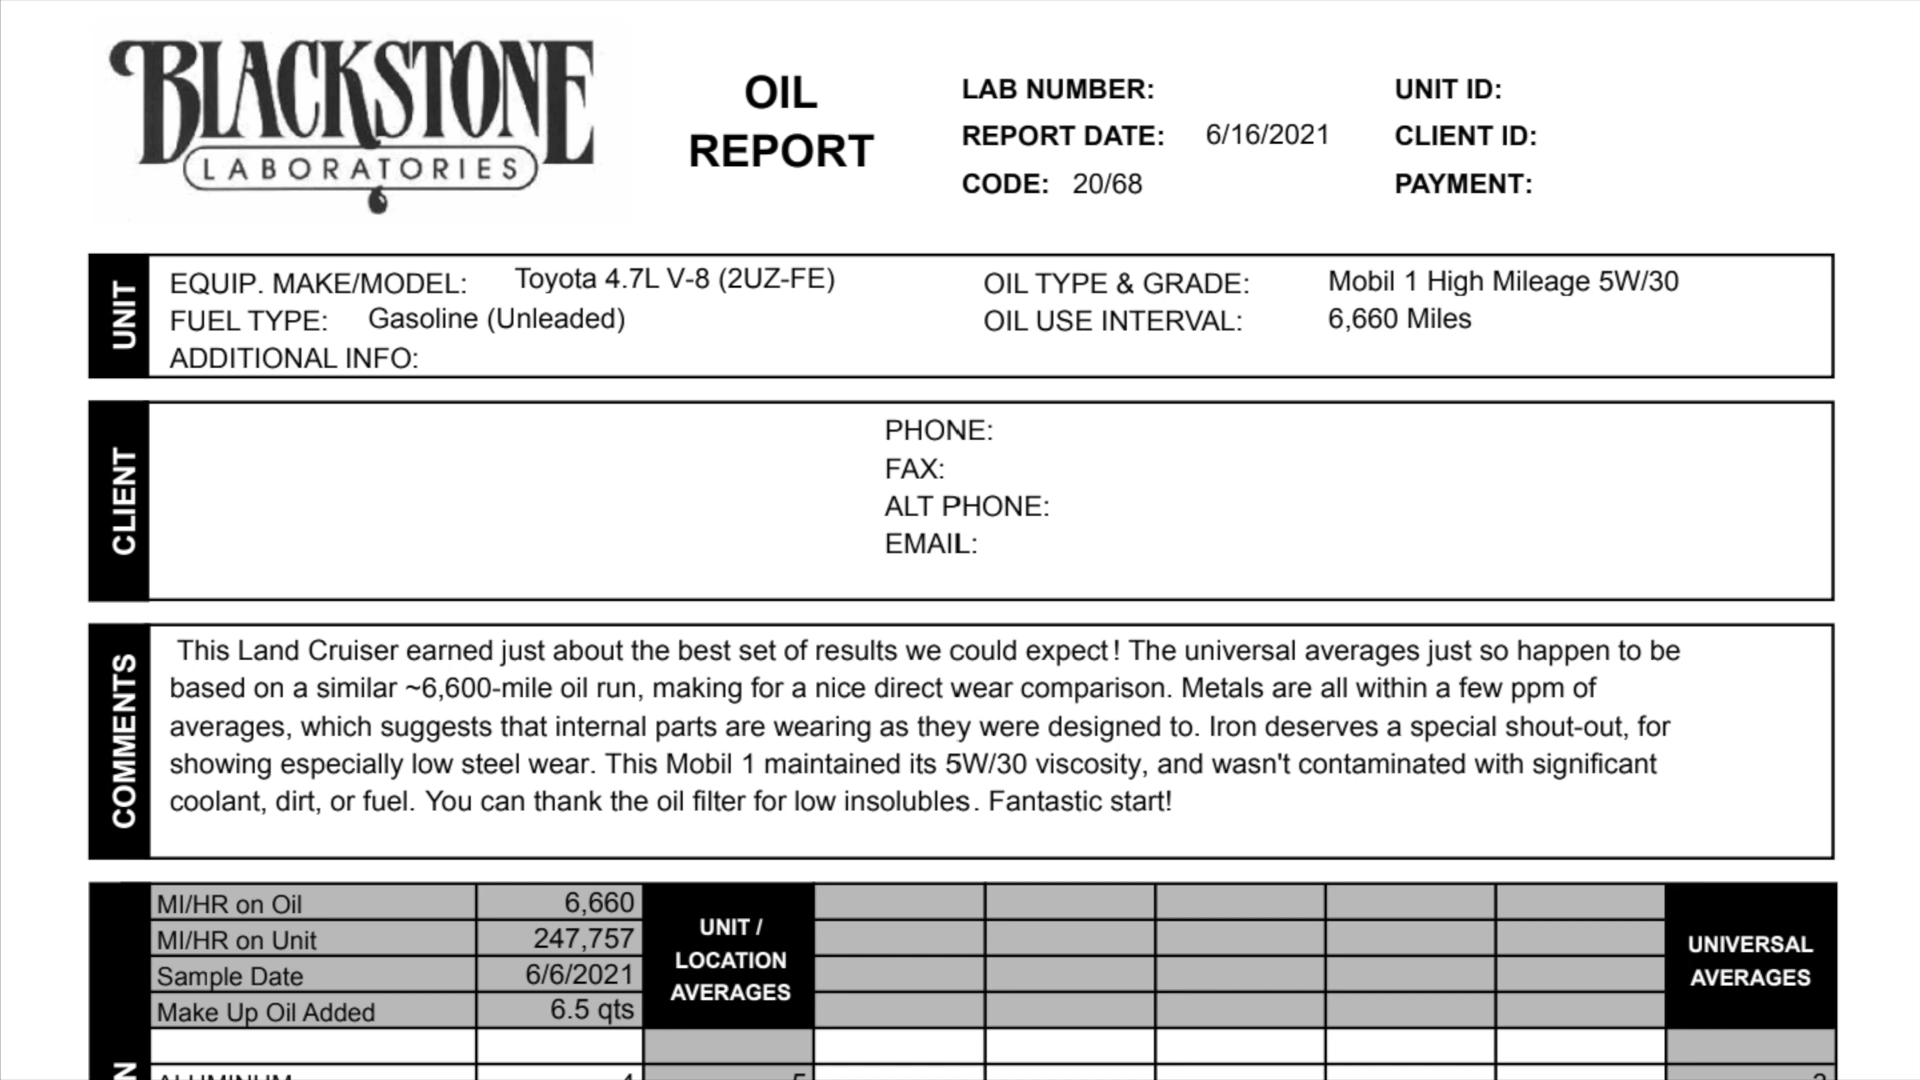 BLACKSTONE
LABORATORIES
OIL
REPORT
LAB NUMBER:
REPORT DATE: 6/16/2021
CODE: 20/68
UNIT ID:
CLIENT ID:
PAYMENT:
UNIT
EQUIP. MAKE/MODEL: Toyota 4.7L V-8 (2UZ-FE)
FUEL TYPE: Gasoline (Unleaded)
ADDITIONAL INFO:
OIL TYPE & GRADE: Mobil 1 High Mileage 5W/30
OIL USE INTERVAL: 6,660 Miles
CLIENT
PHONE:
FAX:
ALT PHONE:
EMAIL:
COMMENTS
This Land Cruiser earned just about the best set of results we could expect! The universal averages just so happen to be
based on a similar ~6,600-mile oil run, making for a nice direct wear comparison. Metals are all within a few ppm of
averages, which suggests that internal parts are wearing as they were designed to. Iron deserves a special shout-out, for
showing especially low steel wear. This Mobil 1 maintained its 5W/30 viscosity, and wasn't contaminated with significant
coolant, dirt, or fuel. You can thank the oil filter for low insolubles. Fantastic start!
MI/HR on Oil 6,660
MI/HR on Unit 247,757
Sample Date 6/6/2021
Make Up Oil Added 6.5 qts
UNIT /
LOCATION
AVERAGES
UNIVERSAL
AVERAGES
ALUMINUM